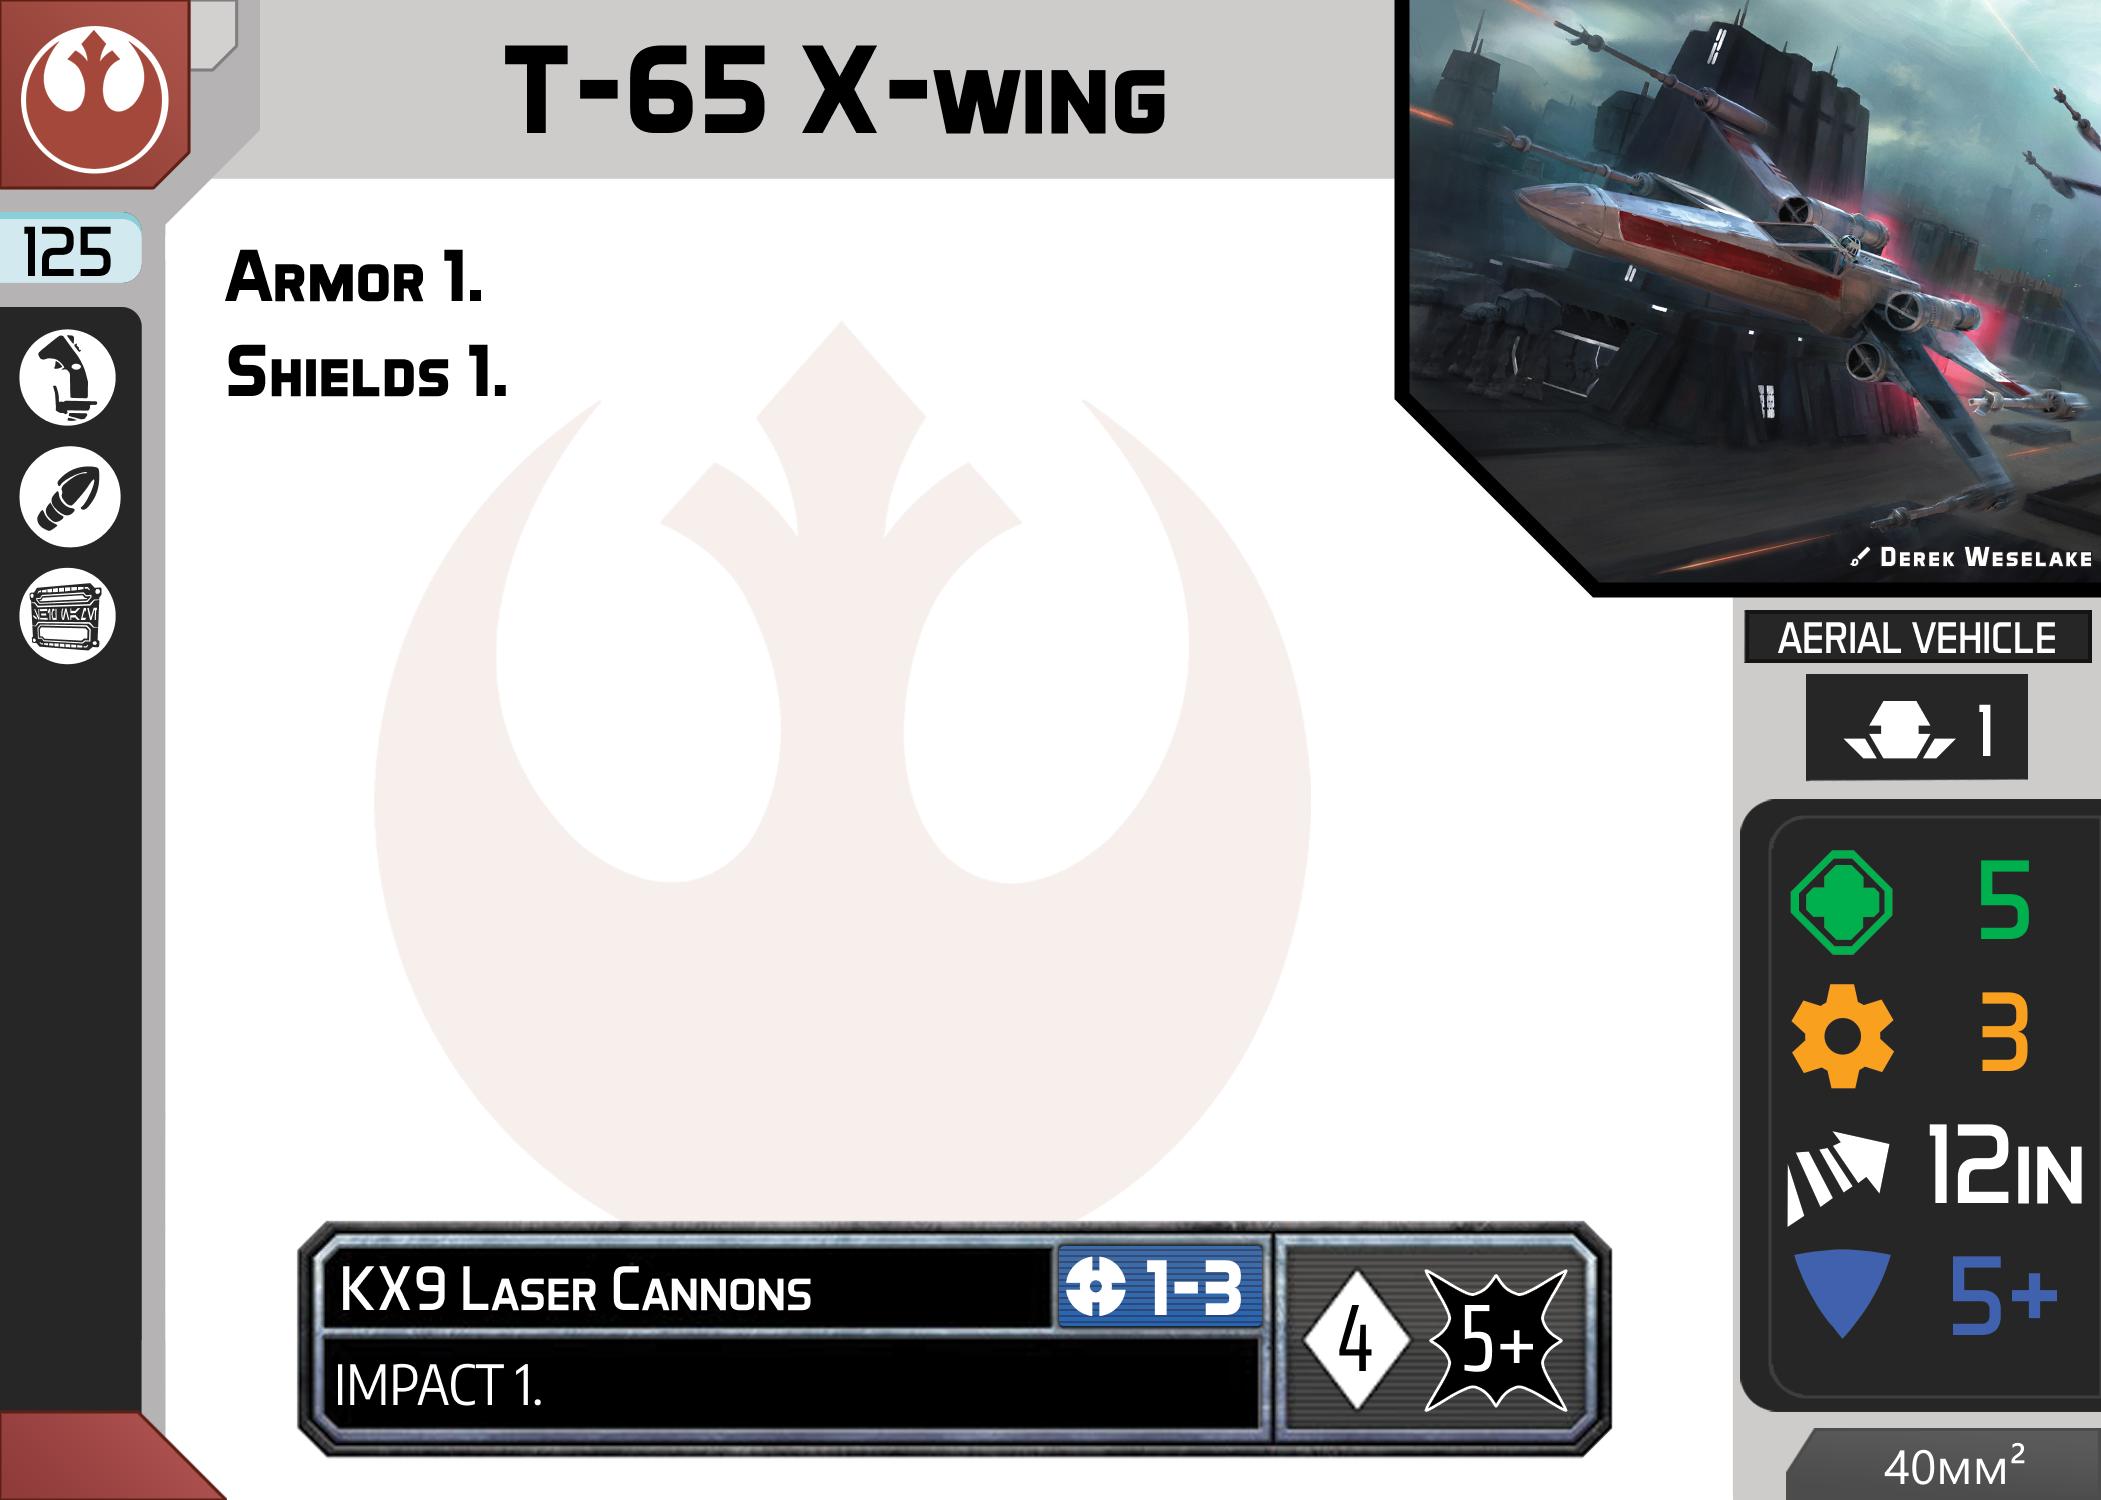 T-65 X-WING
125
ARMOR 1.
SHIELDS 1.
DEREK WESELAKE
AERIAL VEHICLE
1
5
3
12IN
5+
KX9 LASER CANNONS
1-3
4
5+
IMPACT 1.
40MM²